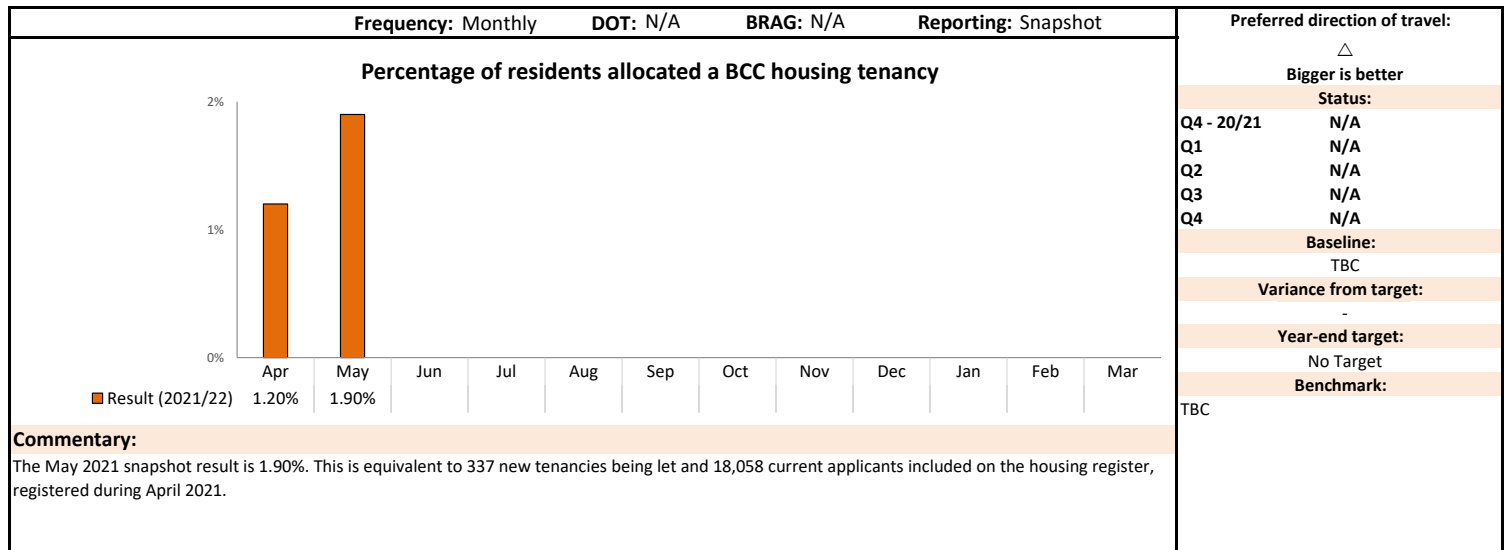 Frequency: Monthly DOT: N/A BRAG: N/A Reporting: Snapshot
Percentage of residents allocated a BCC housing tenancy
2%
1%
0%
Apr May Jun Jul Aug Sep Oct Nov Dec Jan Feb Mar
Result (2021/22) 1.20% 1.90%
Commentary:
The May 2021 snapshot result is 1.90%. This is equivalent to 337 new tenancies being let and 18,058 current applicants included on the housing register,
registered during April 2021.
Preferred direction of travel:
△
Bigger is better
Status:
Q4 - 20/21 N/A
Q1 N/A
Q2 N/A
Q3 N/A
Q4 N/A
Baseline:
TBC
Variance from target:
-
Year-end target:
No Target
Benchmark:
TBC